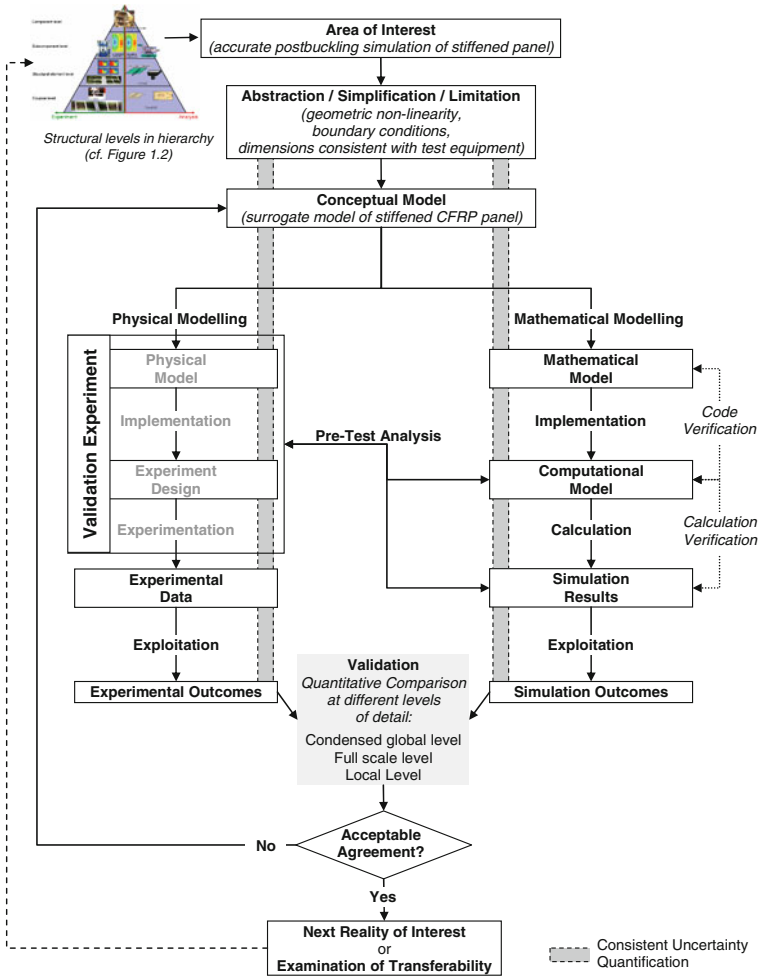 Experiment
Analysis
Structural levels in hierarchy
(cf. Figure 1.2)
Area of Interest
(accurate postbuckling simulation of stiffened panel)
Abstraction / Simplification / Limitation
(geometric non-linearity,
boundary conditions,
dimensions consistent with test equipment)
Conceptual Model
(surrogate model of stiffened CFRP panel)
Physical Modelling
Mathematical Modelling
Validation Experiment
Physical
Model
Implementation
Experiment
Design
Experimentation
Experimental
Data
Exploitation
Experimental Outcomes
Pre-Test Analysis
Mathematical
Model
Implementation
Computational
Model
Calculation
Simulation
Results
Exploitation
Simulation Outcomes
Code
Verification
Calculation
Verification
Validation
Quantitative Comparison
at different levels
of detail:
Condensed global level
Full scale level
Local Level
Acceptable
Agreement?
No
Yes
Next Reality of Interest
or
Examination of Transferability
Consistent Uncertainty
Quantification